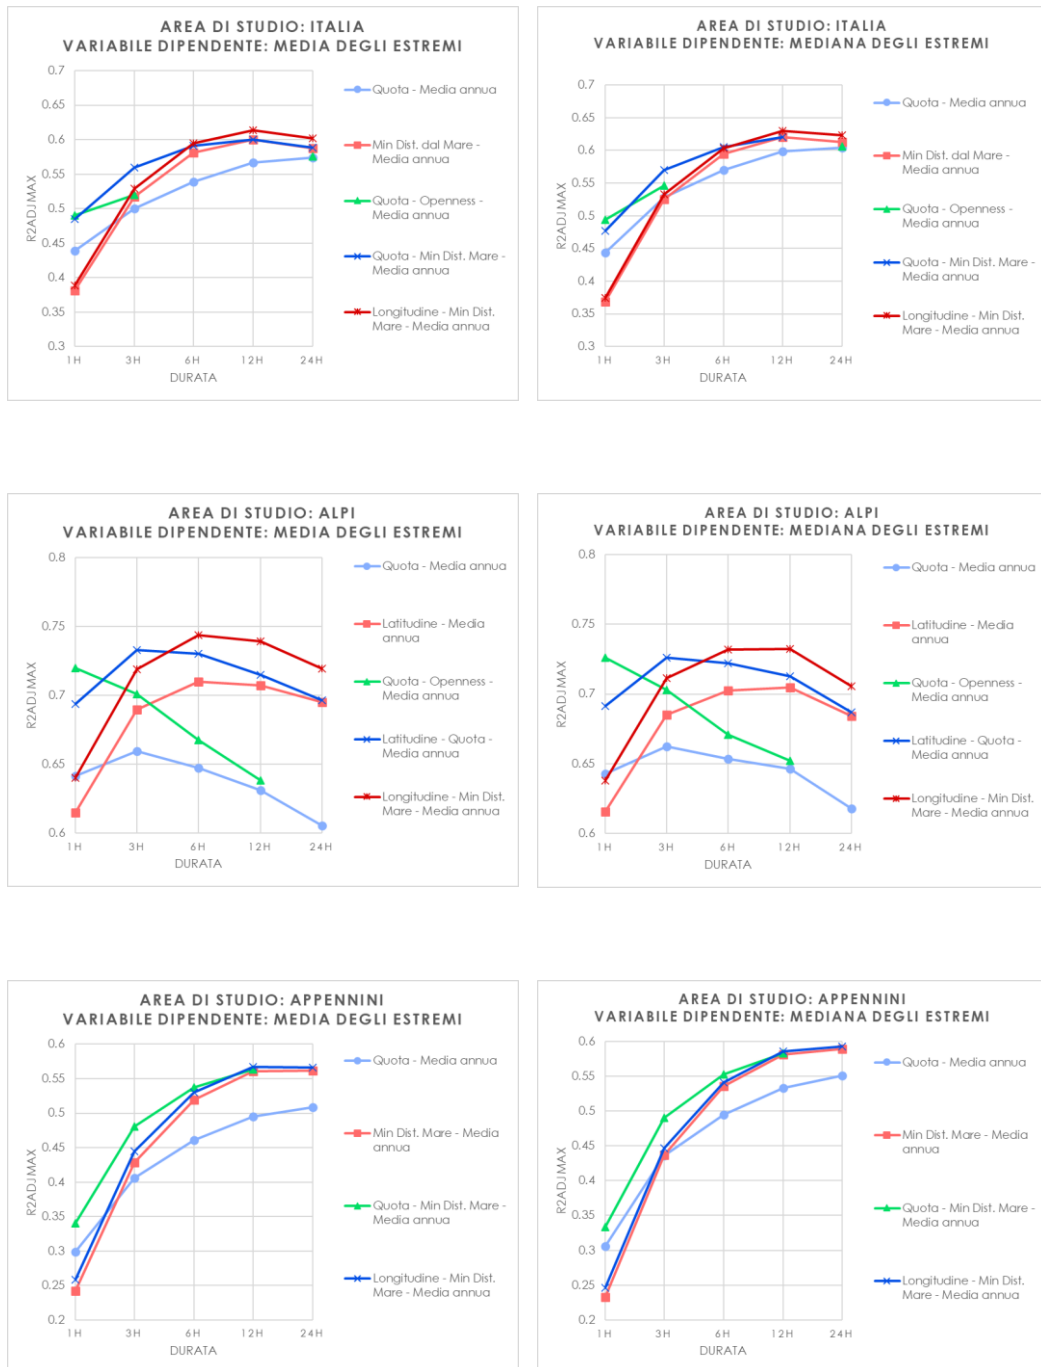 AREA DI STUDIO: ITALIA
VARIABILE DIPENDENTE: MEDIA DEGLI ESTREMI
0.7
0.65
0.6
0.55
0.5
0.45
0.4
0.35
0.3
R2ADJMAX
1H 3H 6H 12H 24H
DURATA
Quota - Media annua
Min Dist. dal Mare -
Media annua
Quota - Openness -
Media annua
Quota - Min Dist. Mare -
Media annua
Longitudine - Min Dist.
Mare - Media annua
AREA DI STUDIO: ITALIA
VARIABILE DIPENDENTE: MEDIANA DEGLI ESTREMI
0.7
0.65
0.6
0.55
0.5
0.45
0.4
0.35
0.3
R2ADJMAX
1H 3H 6H 12H 24H
DURATA
Quota - Media annua
Min Dist. dal Mare -
Media annua
Quota - Openness -
Media annua
Quota - Min Dist. Mare -
Media annua
Longitudine - Min Dist.
Mare - Media annua
AREA DI STUDIO: ALPI
VARIABILE DIPENDENTE: MEDIA DEGLI ESTREMI
0.8
0.75
0.7
0.65
0.6
R2ADJMAX
1H 3H 6H 12H 24H
DURATA
Quota - Media annua
Latitudine - Media
annua
Quota - Openness -
Media annua
Latitudine - Quota -
Media annua
Longitudine - Min Dist.
Mare - Media annua
AREA DI STUDIO: ALPI
VARIABILE DIPENDENTE: MEDIANA DEGLI ESTREMI
0.8
0.75
0.7
0.65
0.6
R2ADJMAX
1H 3H 6H 12H 24H
DURATA
Quota - Media annua
Latitudine - Media
annua
Quota - Openness -
Media annua
Latitudine - Quota -
Media annua
Longitudine - Min Dist.
Mare - Media annua
AREA DI STUDIO: APPENNINI
VARIABILE DIPENDENTE: MEDIA DEGLI ESTREMI
0.6
0.55
0.5
0.45
0.4
0.35
0.3
0.25
0.2
R2ADJMAX
1H 3H 6H 12H 24H
DURATA
Quota - Media annua
Min Dist. Mare - Media
annua
Quota - Min Dist. Mare -
Media annua
Longitudine - Min Dist.
Mare - Media annua
AREA DI STUDIO: APPENNINI
VARIABILE DIPENDENTE: MEDIANA DEGLI ESTREMI
0.6
0.55
0.5
0.45
0.4
0.35
0.3
0.25
0.2
R2ADJMAX
1H 3H 6H 12H 24H
DURATA
Quota - Media annua
Min Dist. Mare - Media
annua
Quota - Min Dist. Mare -
Media annua
Longitudine - Min Dist.
Mare - Media annua